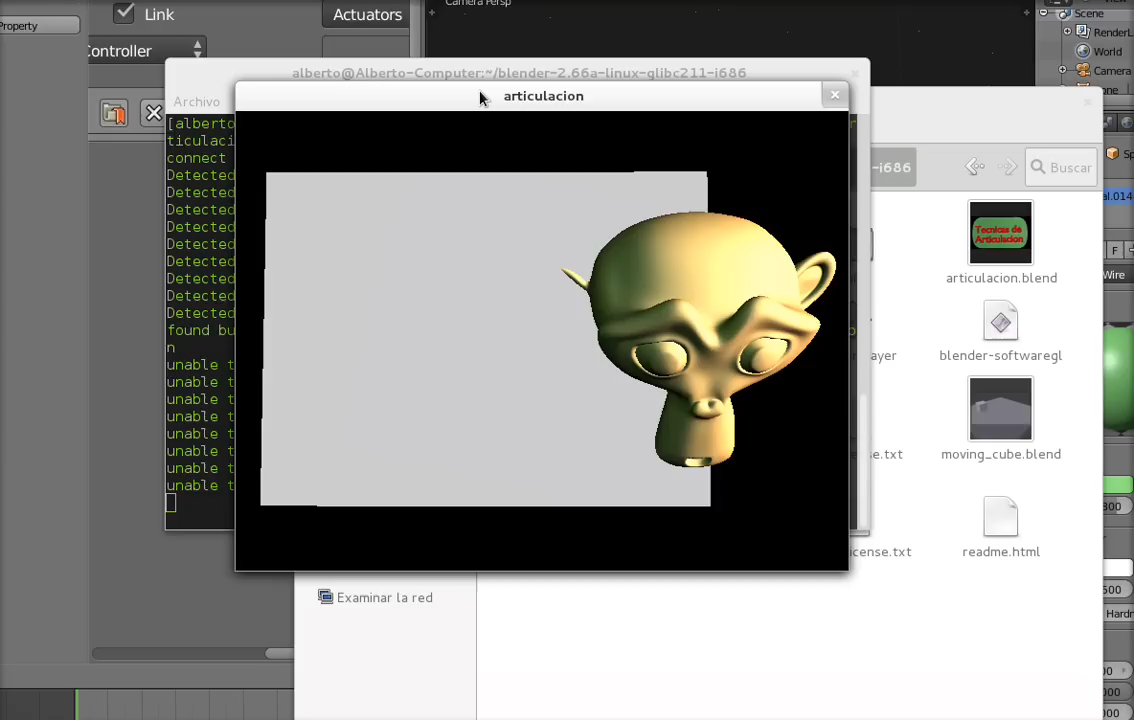 Camera Persp
Link
Actuators
Scene
Property
RenderL
Controller
World
alberto@Alberto-Computer:~/blender-2.66a-linux-glibc211-i686
Camera
Archivo
articulacion
[alberto
ticulaci
connect
Detected
Detected
Detected
Detected
Detected
Detected
Detected
Detected
Detected
found bu
n
unable t
unable t
unable t
unable t
unable t
unable t
unable t
unable t
-i686
Buscar
Tecnicas de
Articulacion
articulacion.blend
F
Wire
ayer
blender-softwaregl
se.txt
moving_cube.blend
icense.txt
readme.html
Examinar la red
Hard